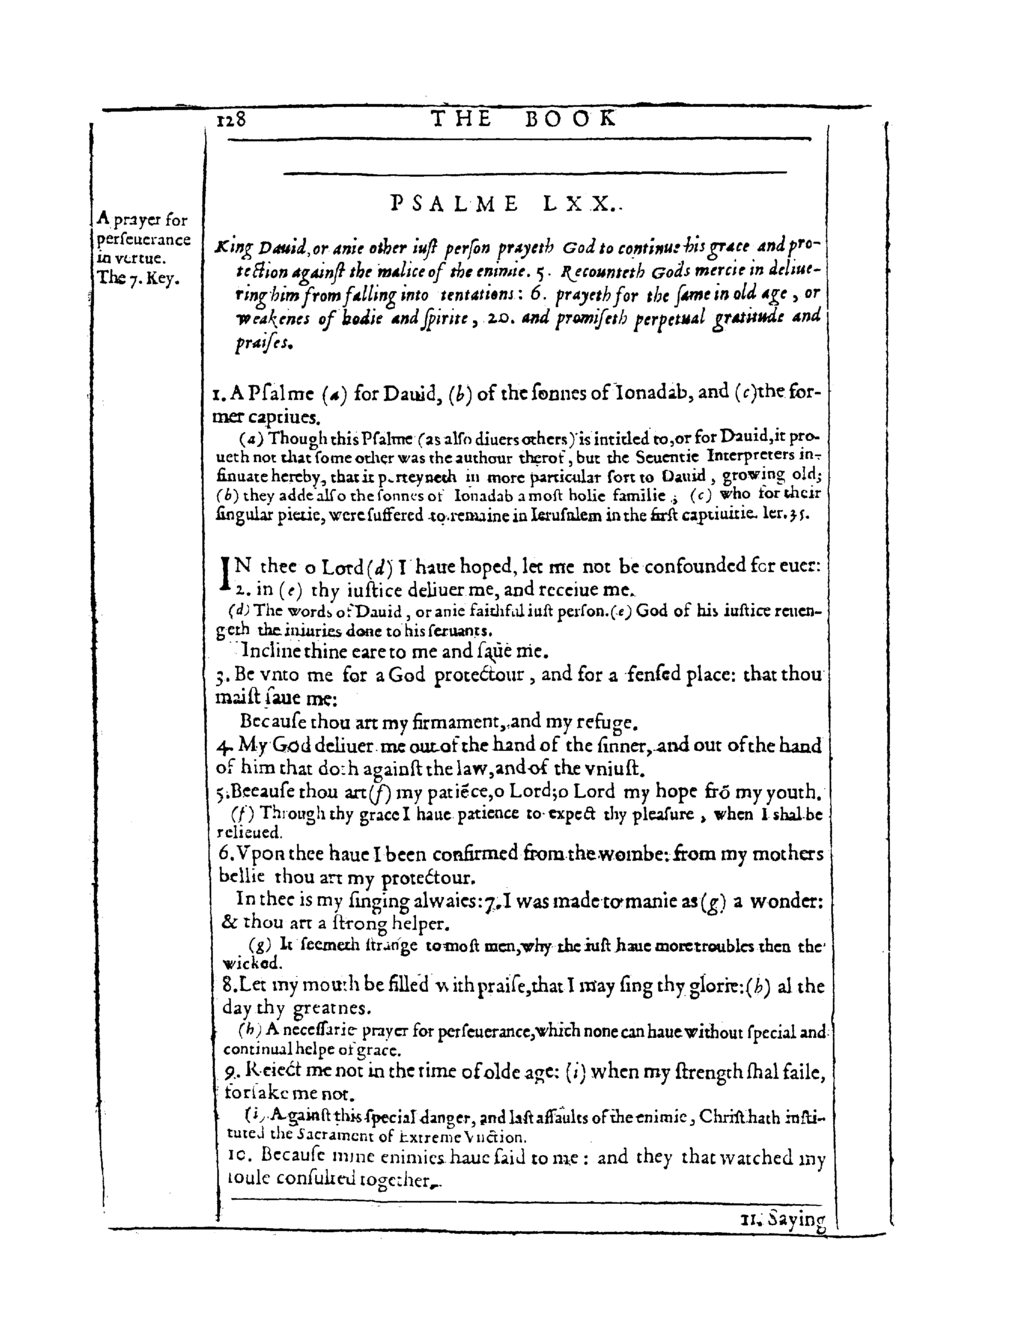 128 THE BOOK
A prayer for
perſeuerance
in vertue.
The 7. Key.
PSALME LXX.
King Dauid, or anie other iuſt perſon prayeth God to continue his grace and pro-
tection againſt the malice of the enimie. 5. Recounteth Gods mercie in deliue-
ring him from falling into tentations: 6. prayeth for the ſame in old age, or
weakenes of bodie and ſpirite, 20. and promiſeth perpetual gratitude and
praiſes.
1. A Pſalme (a) for Dauid, (b) of the ſonnes of Ionadab, and (c) the for-
mer captiues.
(a) Though this Pſalme (as alſo diuers others) is intitled to, or for Dauid, it pro-
ueth not that ſome other was the authour therof, but the Seuentie Interpreters in-
ſinuate hereby, that it perteyneth in more particular ſort to Dauid, growing old;
(b) they adde alſo the ſonnes of Ionadab a moſt holie familie; (c) who for their
ſingular pietie, were ſuffered to remaine in Ieruſalem in the firſt captiuitie. Ier. 35.
IN thee o Lord (d) I haue hoped, let me not be confounded for euer:
2. in (e) thy iuſtice deliuer me, and receiue me.
(d) The words of Dauid, or anie faithful iuſt perſon. (e) God of his iuſtice reuen-
geth the iniuries done to his ſeruants.
Incline thine eare to me and ſaue me.
3. Be vnto me for a God protectour, and for a fenſed place: that thou
maiſt ſaue me:
Becauſe thou art my firmament, and my refuge.
4. My God deliuer me out of the hand of the ſinner, and out of the hand
of him that doth againſt the law, and of the vniuſt.
5. Becauſe thou art (f) my patiēce, o Lord; o Lord my hope frō my youth.
(f) Through thy grace I haue patience to expect thy pleaſure, when I shal be
relieued.
6. Vpon thee haue I been confirmed from the wombe: from my mothers
bellie thou art my protectour.
In thee is my ſinging alwaies: 7. I was made to manie as (g) a wonder:
& thou art a ſtrong helper.
(g) It ſeemeth ſtrange to moſt men, why the iuſt haue more troubles then the
wicked.
8. Let my mouth be filled with praiſe, that I may ſing thy glorie: (h) al the
day thy greatnes.
(h) A neceſſarie prayer for perſeuerance, which none can haue without ſpecial and
continual helpe of grace.
9. Reiect me not in the time of olde age: (i) when my ſtrength ſhal faile,
forſake me not.
(i) Againſt this ſpecial danger, and laſt aſſaults of the enimie, Chriſt hath inſti-
tuted the Sacrament of Extreme Vnction.
10. Becauſe mine enimies haue ſaid to me: and they that watched my
ſoule conſulted together.
11. Saying